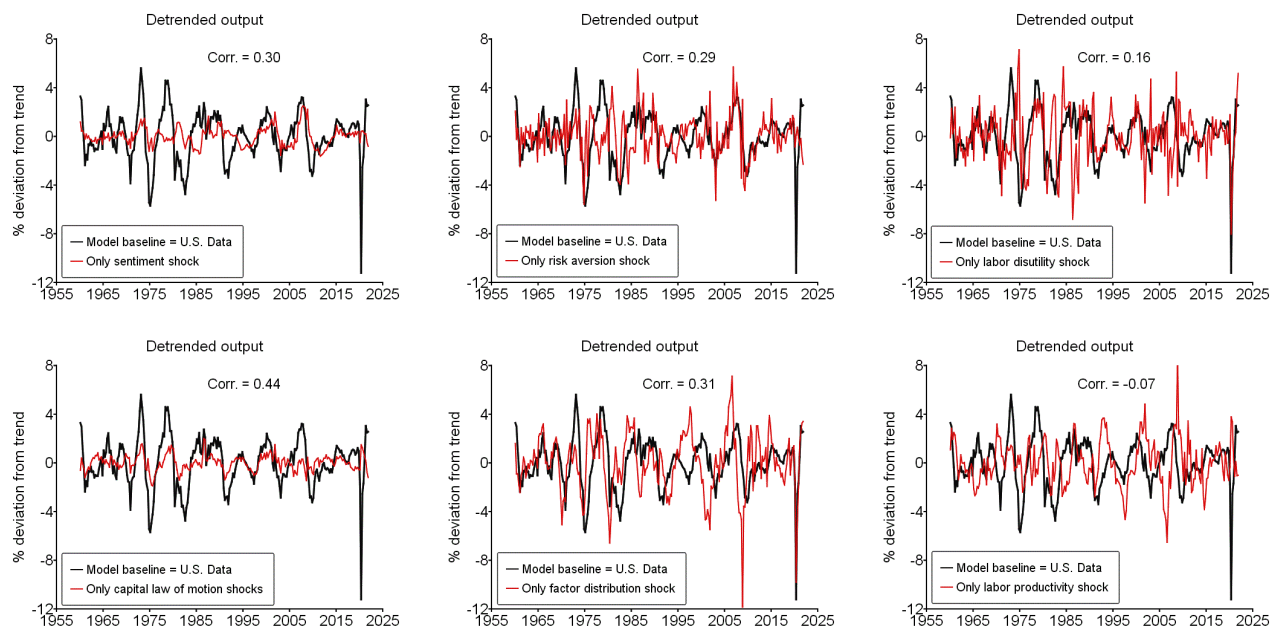 Detrended output
% deviation from trend
8
4
0
-4
-8
-12
Corr. = 0.30
Model baseline = U.S. Data
Only sentiment shock
1955 1965 1975 1985 1995 2005 2015 2025
Detrended output
% deviation from trend
8
4
0
-4
-8
-12
Corr. = 0.29
Model baseline = U.S. Data
Only risk aversion shock
1955 1965 1975 1985 1995 2005 2015 2025
Detrended output
% deviation from trend
8
4
0
-4
-8
-12
Corr. = 0.16
Model baseline = U.S. Data
Only labor disutility shock
1955 1965 1975 1985 1995 2005 2015 2025
Detrended output
% deviation from trend
8
4
0
-4
-8
-12
Corr. = 0.44
Model baseline = U.S. Data
Only capital law of motion shocks
1955 1965 1975 1985 1995 2005 2015 2025
Detrended output
% deviation from trend
8
4
0
-4
-8
-12
Corr. = 0.31
Model baseline = U.S. Data
Only factor distribution shock
1955 1965 1975 1985 1995 2005 2015 2025
Detrended output
% deviation from trend
8
4
0
-4
-8
-12
Corr. = -0.07
Model baseline = U.S. Data
Only labor productivity shock
1955 1965 1975 1985 1995 2005 2015 2025